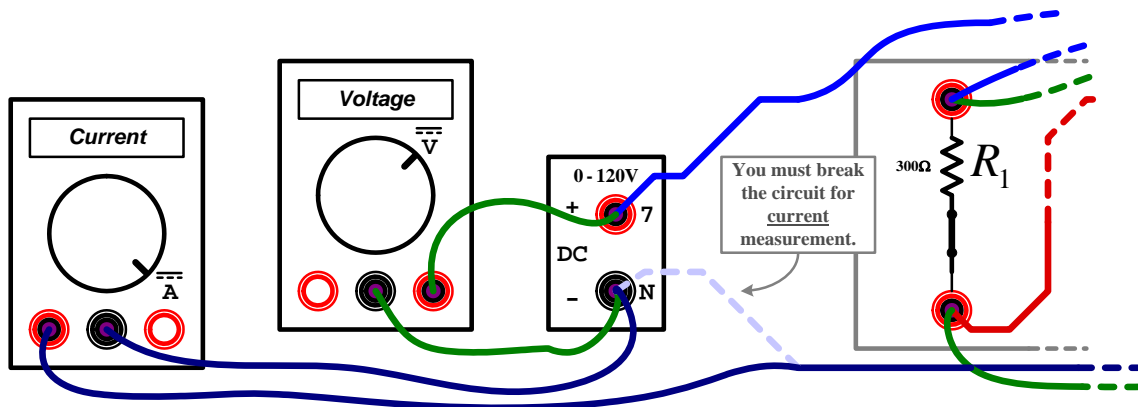 Current
A
Voltage
V
0 - 120V
+
7
DC
-
N
You must break
the circuit for
current
measurement.
300Ω
R1